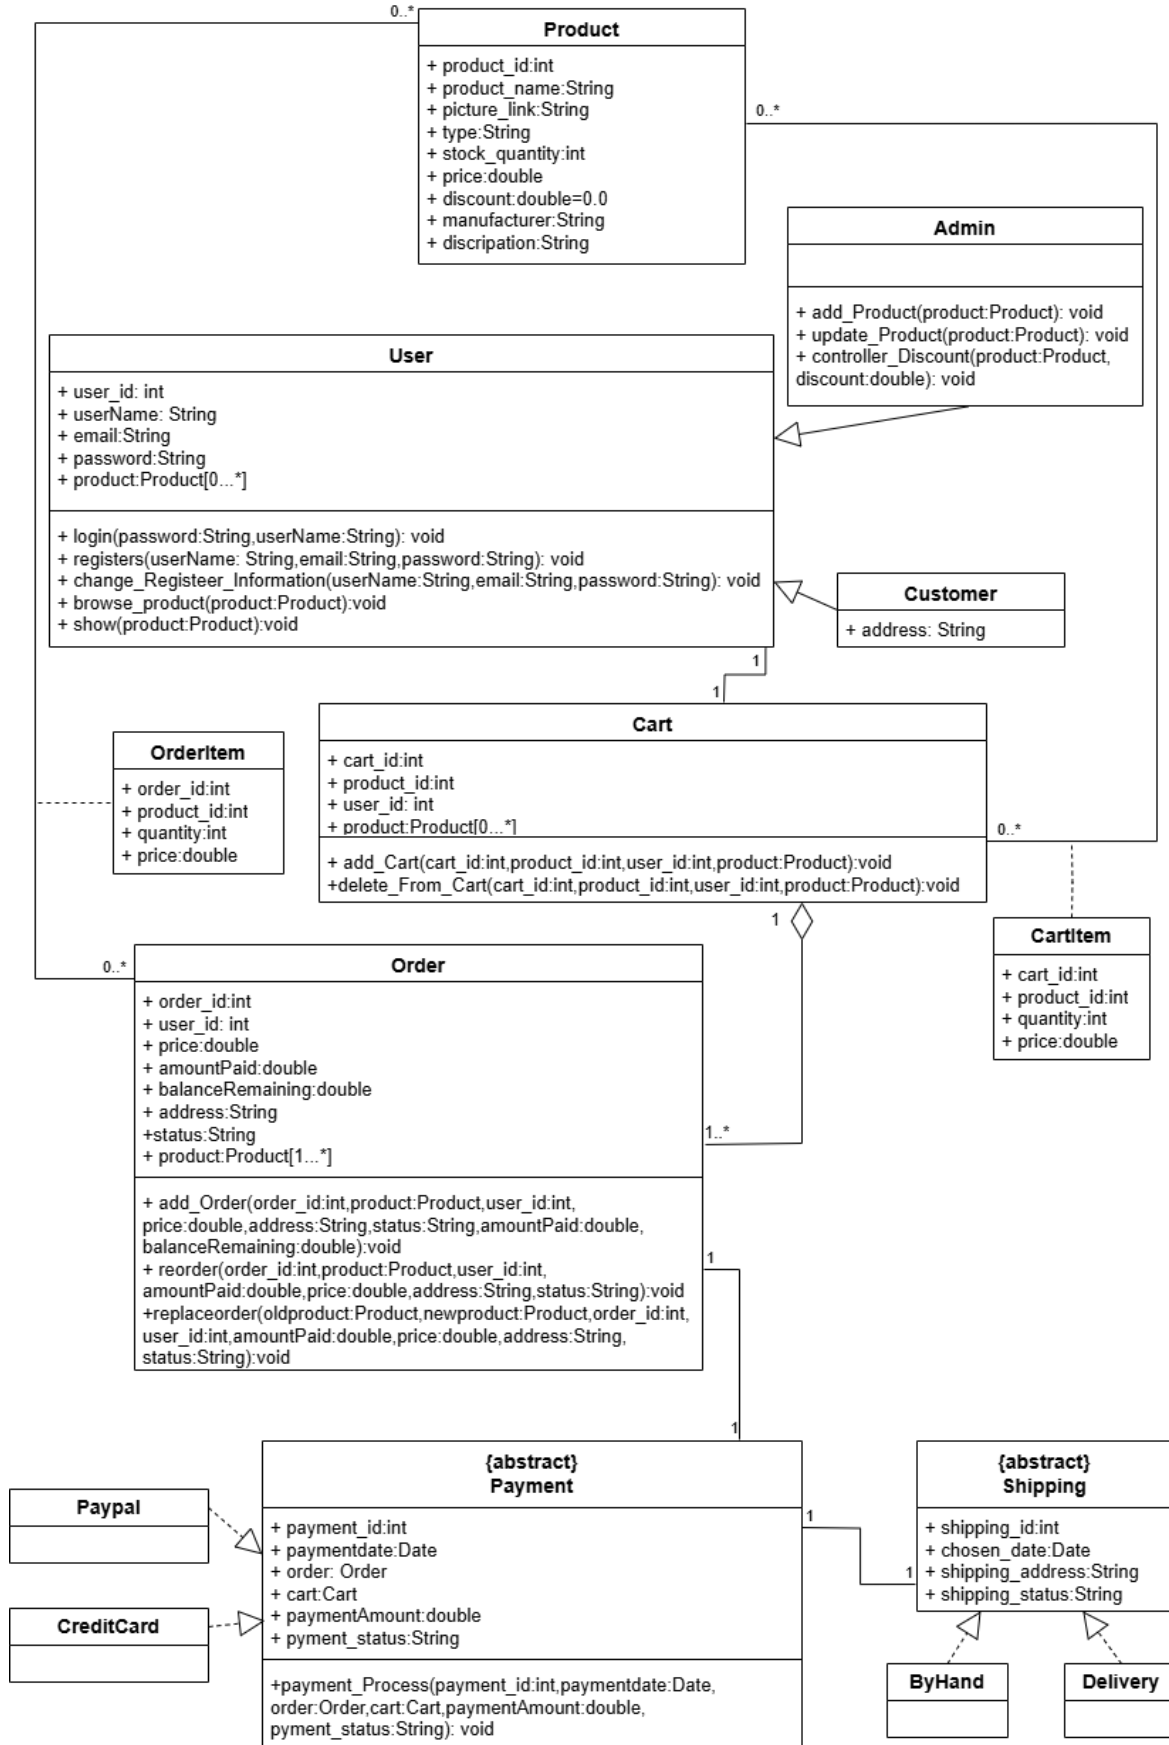 0..*
Product
+ product_id:int
+ product_name:String
+ picture_link:String
+ type:String
+ stock_quantity:int
+ price:double
+ discount:double=0.0
+ manufacturer:String
+ discripation:String
0..*
Admin
+ add_Product(product:Product): void
+ update_Product(product:Product): void
+ controller_Discount(product:Product,
discount:double): void
User
+ user_id: int
+ userName: String
+ email:String
+ password:String
+ product:Product[0...*]
+ login(password:String,userName:String): void
+ registers(userName: String,email:String,password:String): void
+ change_Registeer_Information(userName:String,email:String,password:String): void
+ browse_product(product:Product):void
+ show(product:Product):void
Customer
+ address: String
1
1
Cart
+ cart_id:int
+ product_id:int
+ user_id: int
+ product:Product[0...*]
+ add_Cart(cart_id:int,product_id:int,user_id:int,product:Product):void
+delete_From_Cart(cart_id:int,product_id:int,user_id:int,product:Product):void
0..*
1
OrderItem
+ order_id:int
+ product_id:int
+ quantity:int
+ price:double
CartItem
+ cart_id:int
+ product_id:int
+ quantity:int
+ price:double
0..*
Order
+ order_id:int
+ user_id: int
+ price:double
+ amountPaid:double
+ balanceRemaining:double
+ address:String
+status:String
+ product:Product[1...*]
+ add_Order(order_id:int,product:Product,user_id:int,
price:double,address:String,status:String,amountPaid:double,
balanceRemaining:double):void
+ reorder(order_id:int,product:Product,user_id:int,
amountPaid:double,price:double,address:String,status:String):void
+replaceorder(oldproduct:Product,newproduct:Product,order_id:int,
user_id:int,amountPaid:double,price:double,address:String,
status:String):void
1..*
1
1
{abstract}
Payment
+ payment_id:int
+ paymentdate:Date
+ order: Order
+ cart:Cart
+ paymentAmount:double
+ pyment_status:String
+payment_Process(payment_id:int,paymentdate:Date,
order:Order,cart:Cart,paymentAmount:double,
pyment_status:String): void
Paypal
CreditCard
1
1
{abstract}
Shipping
+ shipping_id:int
+ chosen_date:Date
+ shipping_address:String
+ shipping_status:String
ByHand
Delivery